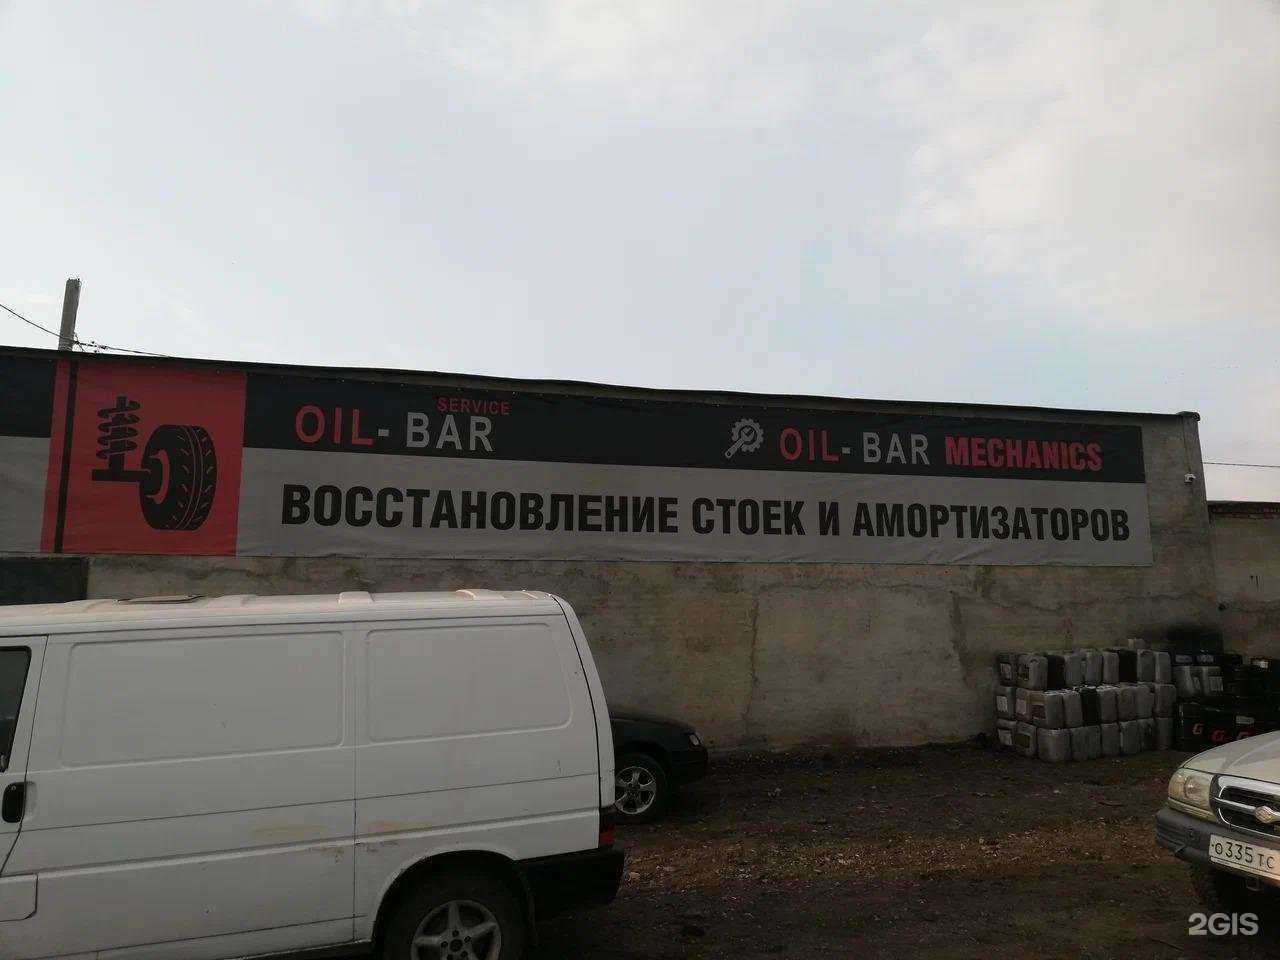 SERVICE
OIL- BAR
OIL- BAR MECHANICS
ВОССТАНОВЛЕНИЕ СТОЕК И АМОРТИЗАТОРОВ
О335ТС
2GIS